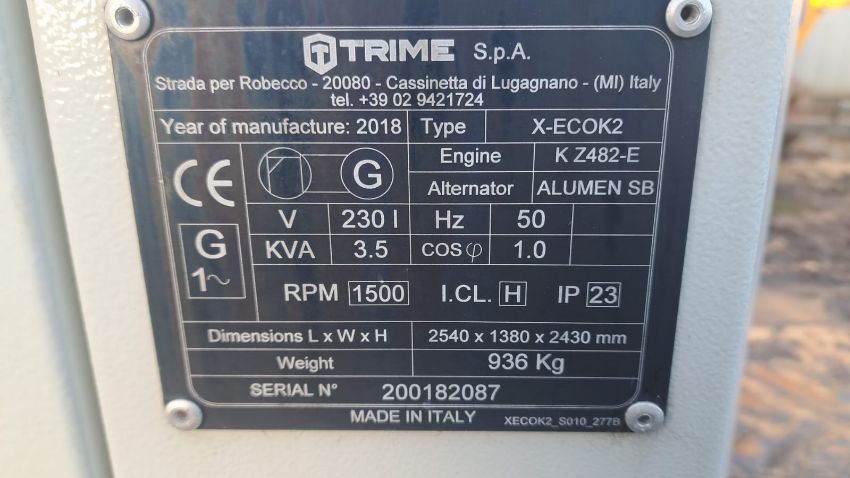 TRIME S.p.A.
Strada per Robecco - 20080 - Cassinetta di Lugagnano - (MI) Italy
tel. +39 02 9421724
Year of manufacture: 2018 Type X-ECOK2
Engine K Z482-E
CE G Alternator ALUMEN SB
V 230 I Hz 50
G KVA 3.5 COS φ 1.0
1~ RPM 1500 I.CL. H IP 23
Dimensions L x W x H 2540 x 1380 x 2430 mm
Weight 936 Kg
SERIAL N° 200182087
MADE IN ITALY XECOK2_S010_277B